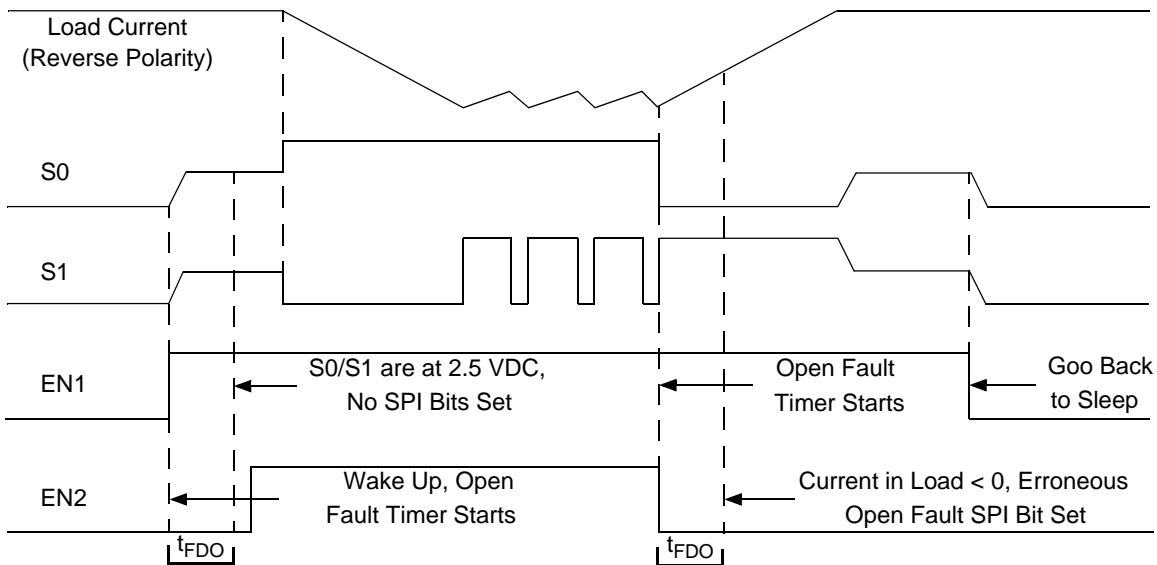 Load Current
(Reverse Polarity)
S0
S1
EN1
S0/S1 are at 2.5 VDC,
No SPI Bits Set
Open Fault
Timer Starts
Goo Back
to Sleep
EN2
Wake Up, Open
Fault Timer Starts
Current in Load < 0, Erroneous
Open Fault SPI Bit Set
tFDO
tFDO